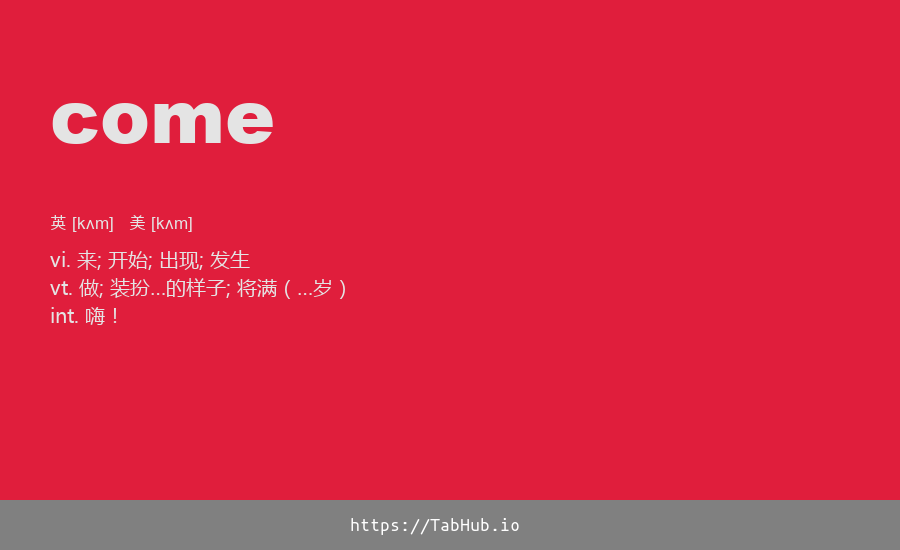 come
英 [kʌm] 美 [kʌm]
vi. 来; 开始; 出现; 发生
vt. 做; 装扮…的样子; 将满（…岁）
int. 嗨！
https://TabHub.io